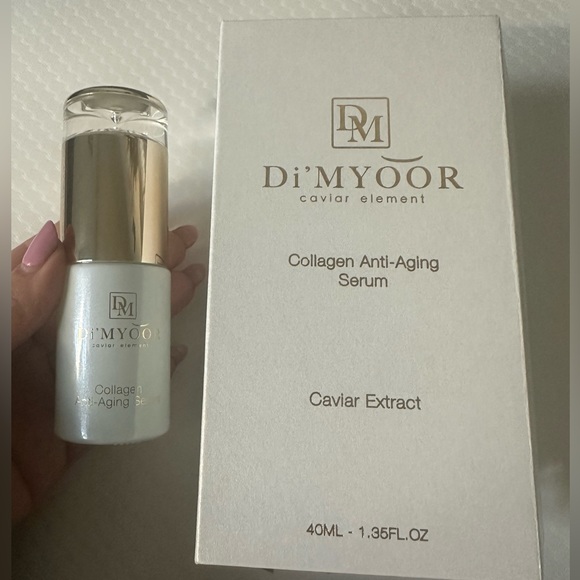 DM
Di'MYOOR
caviar element
Collagen
Anti-Aging Serum
DM
Di'MYOOR
caviar element
Collagen Anti-Aging
Serum
Caviar Extract
40ML - 1.35FL.OZ